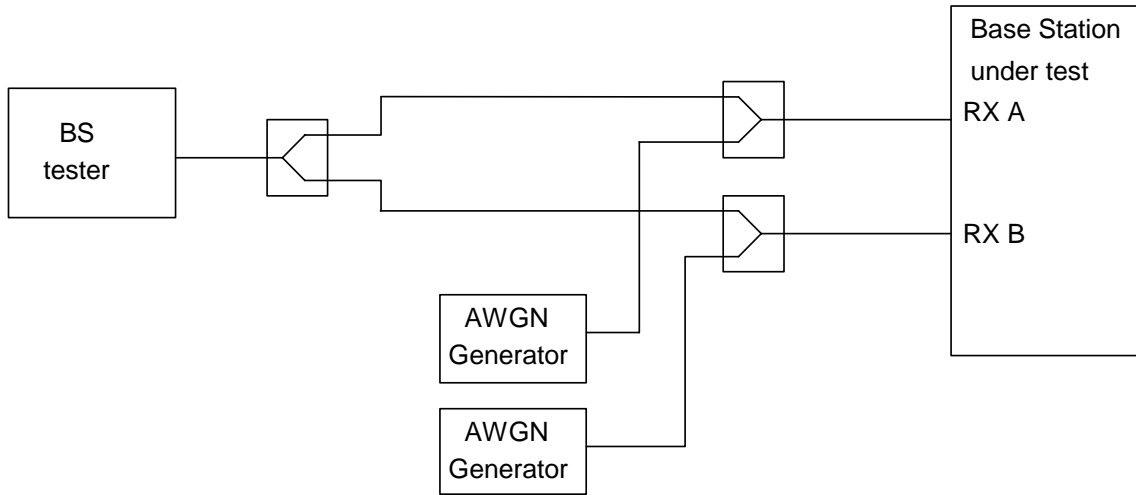 BS
tester
Base Station
under test
RX A
RX B
AWGN
Generator
AWGN
Generator